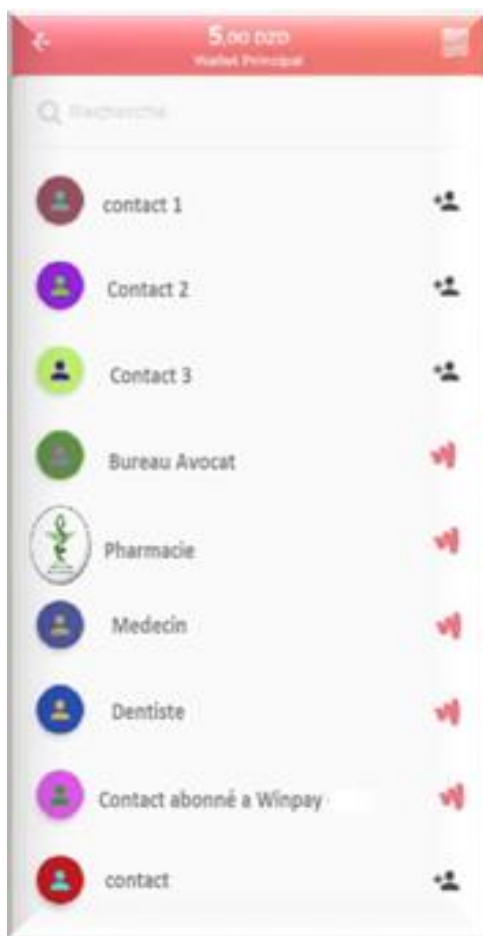 5,00 DZD
Wallet Principal
Recherche
contact 1
Contact 2
Contact 3
Bureau Avocat
Pharmacie
Medecin
Dentiste
Contact abonné a Winpay
contact